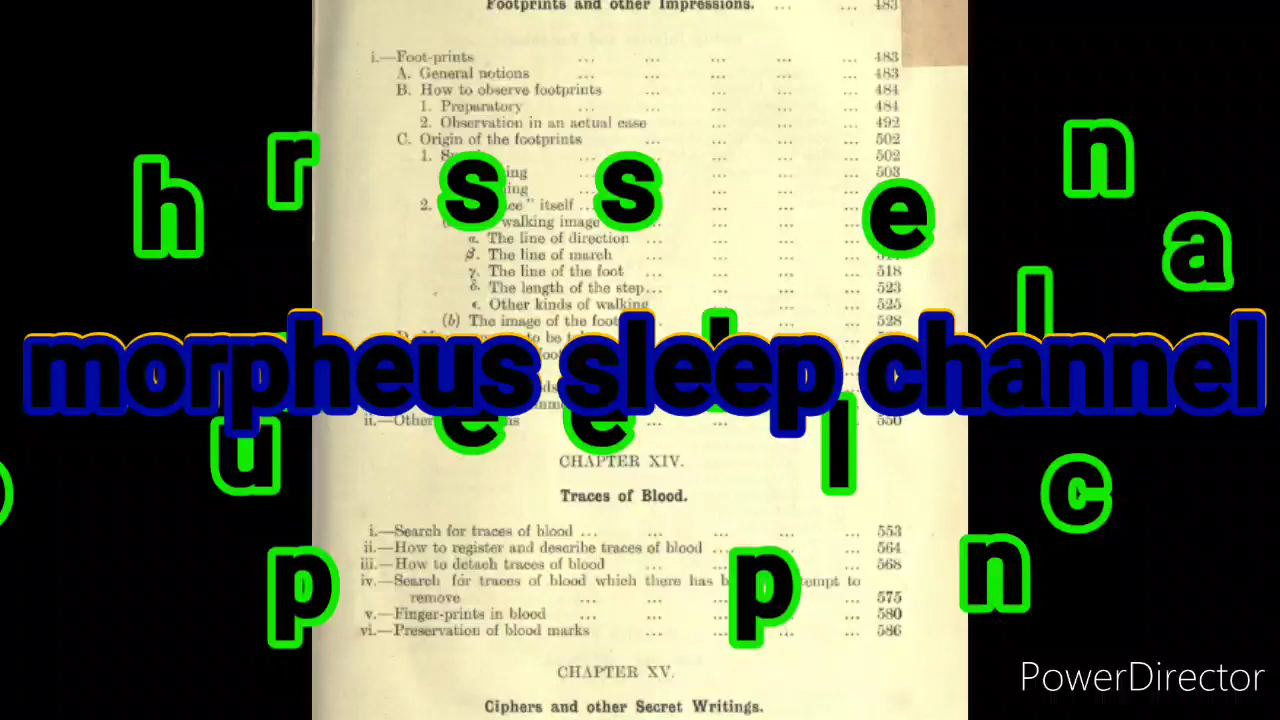 Footprints and other Impressions. ... ... 483
i.—Foot-prints ... ... ... ... ... 483
A. General notions ... ... ... ... 483
B. How to observe footprints ... ... ... ... 484
1. Preparatory ... ... ... ... 484
2. Observation in an actual case ... ... ... 492
C. Origin of the footprints ... ... ... ... 502
1. ... ... ... ... 502
... ... ... ... 503
2. itself ... ... ... ...
walking image
α. The line of direction ... ... ... ...
β. The line of march ... ... ... ...
γ. The line of the foot ... ... ... ... 518
δ. The length of the step... ... ... ... 523
ε. Other kinds of walking ... ... ... 525
(b) The image of the foot ... ... ... 528
to be
morpheus sleep channel
ii.—Other ... ... ... 550
CHAPTER XIV.
Traces of Blood.
i.—Search for traces of blood ... ... ... ... ... 553
ii.—How to register and describe traces of blood ... ... ... 564
iii.—How to detach traces of blood ... ... ... ... 568
iv.—Search for traces of blood which there has to
remove ... ... ... ... ... 575
v.—Finger-prints in blood ... ... ... ... ... 580
vi.—Preservation of blood marks ... ... ... ... 586
CHAPTER XV.
Ciphers and other Secret Writings.
h r s s e n a l
u e e l c
p p n
PowerDirector